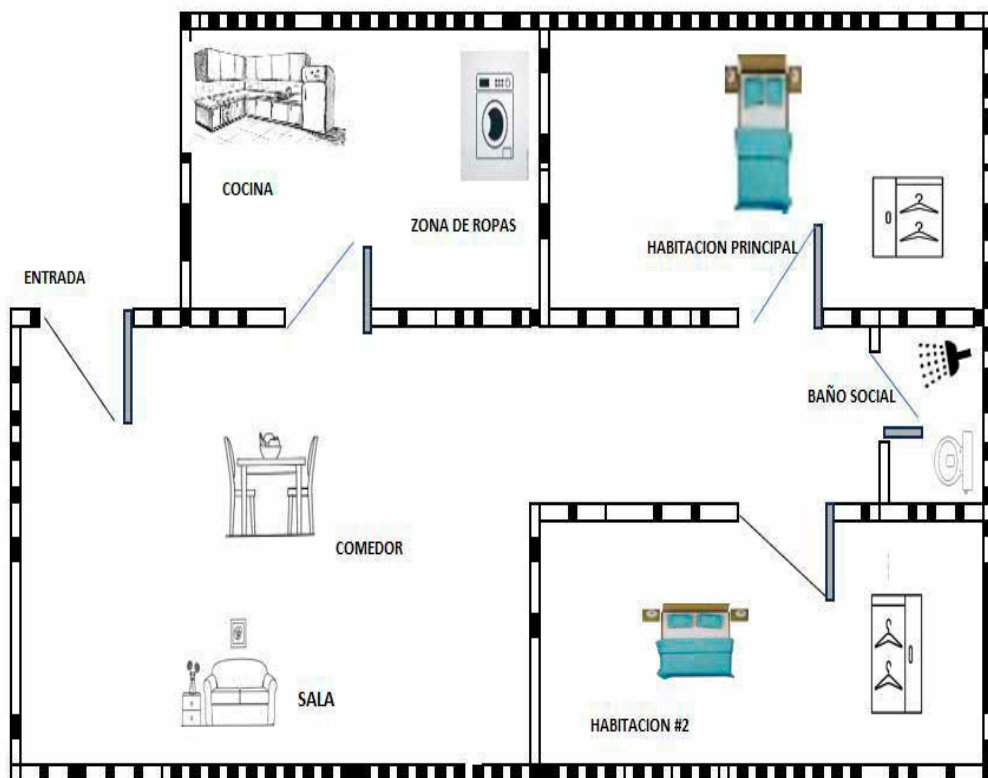 COCINA
ZONA DE ROPAS
HABITACION PRINCIPAL
ENTRADA
BAÑO SOCIAL
COMEDOR
SALA
HABITACION #2